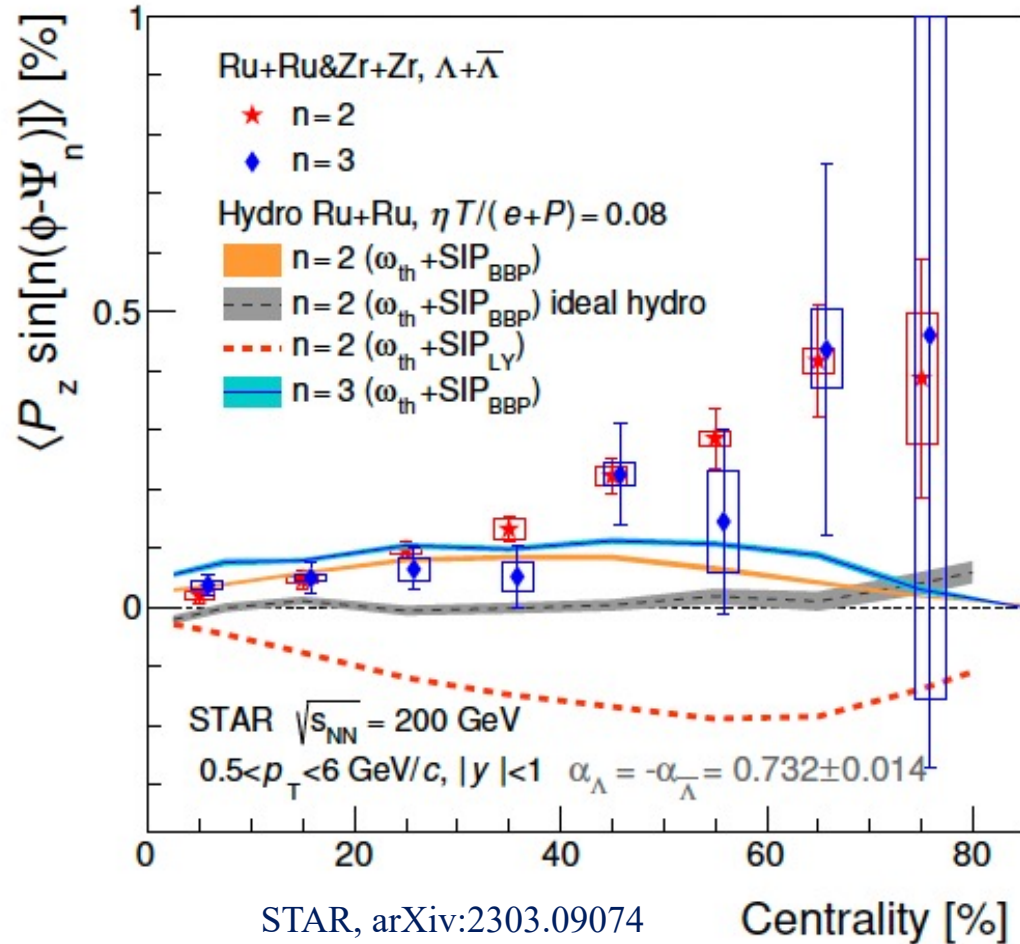 ⟨P_z sin[n(ϕ-Ψ_n)]⟩ [%]
1
0.5
0
Ru+Ru&Zr+Zr, Λ+Λ̅
n = 2
n = 3
Hydro Ru+Ru, ηT/(e+P) = 0.08
n = 2 (ω_th+SIP_BBP)
n = 2 (ω_th+SIP_BBP) ideal hydro
n = 2 (ω_th+SIP_LY)
n = 3 (ω_th+SIP_BBP)
STAR √s_NN = 200 GeV
0.5<p_T<6 GeV/c, |y|<1 α_Λ = -α_Λ̅ = 0.732±0.014
0 20 40 60 80
STAR, arXiv:2303.09074 Centrality [%]